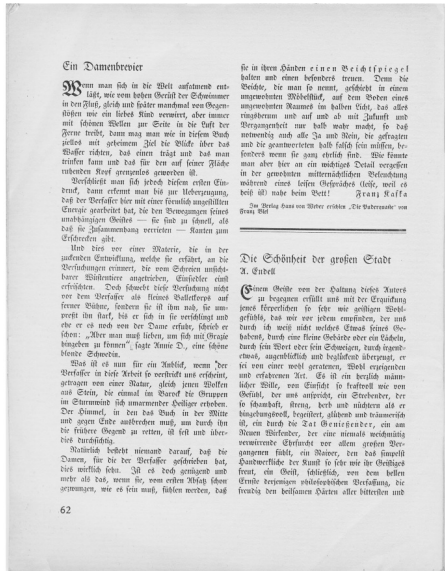 Ein Damenbrevier
Wenn man sich in die Welt aufatmend ent-
läßt, wie vom hohen Gerüst der Schwimmer
in den Fluß, gleich und später manchmal von Gegen-
stößen wie ein liebes Kind verwirrt, aber immer
mit schönen Wellen zur Seite in die Luft der
Ferne treibt, dann mag man wie in diesem Buch
ziellos mit geheimem Ziel die Blicke über das
Wasser richten, das einen trägt und das man
trinken kann und das für den auf seiner Fläche
ruhenden Kopf grenzenlos geworden ist.
Verschließt man sich jedoch diesem ersten Ein-
druck, dann erkennt man bis zur Ueberzeugung,
daß der Verfasser hier mit einer förmlich ungestillten
Energie gearbeitet hat, die den Bewegungen seines
unabhängigen Geistes — sie sind zu schnell, als
daß sie Zusammenhang verrieten — Kanten zum
Erschrecken gibt.
Und dies vor einer Materie, die in der
zuckenden Entwicklung, welche sie erfährt, an die
Versuchungen erinnert, die vom Schreien unsicht-
barer Wüstentiere angetrieben, Einsiedler einst
erfrischten. Doch schwebt diese Versuchung nicht
vor dem Verfasser als kleines Balletkorps auf
ferner Bühne, sondern sie ist ihm nah, sie um-
preßt ihn stark, bis er sich in sie verschlingt und
ehe er es noch von der Dame erfuhr, schrieb er
schon: „Aber man muß lieben, um sich mit Grazie
hingeben zu können“, sagte Annie D., eine schöne
blonde Schwedin.
Was ist es nun für ein Anblick, wenn der
Verfasser in diese Arbeit so verstrickt uns erscheint,
getragen von einer Natur, gleich jenen Wolken
aus Stein, die einmal im Barock die Gruppen
im Sturmwind sich umarmender Heiliger erhoben.
Der Himmel, in den das Buch in der Mitte
und gegen Ende ausbrechen muß, um durch ihn
die frühere Gegend zu retten, ist fest und über-
dies durchsichtig.
Natürlich besteht niemand darauf, daß die
Damen, für die der Verfasser geschrieben hat,
dies wirklich sehn. Ist es doch genügend und
mehr als das, wenn sie, vom ersten Absatz schon
gezwungen, wie es sein muß, fühlen werden, daß
sie in ihren Händen einen Beichtspiegel
halten und einen besonders treuen. Denn die
Beichte, die man so nennt, geschieht in einem
ungewohnten Möbelstück, auf dem Boden eines
ungewohnten Raumes im halben Licht, das alles
ringsherum und auf und ab mit Zukunft und
Vergangenheit nur halb wahr macht, so daß
notwendig auch alle Ja und Nein, die gefragten
und die geantworteten halb falsch sein müssen, be-
sonders wenn sie ganz ehrlich sind. Wie könnte
man aber hier an ein wichtiges Detail vergessen
in der gewohnten mitternächtlichen Beleuchtung
während eines leisen Gespräches (leise, weil es
heiß ist) nahe beim Bett! Franz Kafka
Im Verlag Hans von Weber erschien „Die Puderquaste“ von
Franz Blei
Die Schönheit der großen Stadt
A. Endell
Einem Geiste von der Haltung dieses Autors
zu begegnen erfüllt uns mit der Erquickung
jenes körperlichen so sehr wie geistigen Wohl-
gefühls, das wir vor jedem empfinden, der uns
durch ich weiß nicht welches Etwas seines Ge-
habens, durch eine kleine Gebärde oder ein Lächeln,
durch sein Wort oder sein Schweigen, durch irgend-
etwas, augenblicklich und beglückend überzeugt, er
sei von einer wohl geratenen, Wohl erzeigenden
und erfahrenen Art. Es ist ein herzlich männ-
licher Wille, von Einsicht so kraftvoll wie von
Gefühl, der uns anspricht, ein Strebender, der
so schaumhaft, streng, herb und nüchtern als er
hingebungsvoll, begeistert, glühend und träumerisch
ist, ein durch die Tat Genießender, ein am
Neuen Wirkender, der eine niemals weichmütig
verwirrende Ehrfurcht vor allem großen Ver-
gangenen fühlt, ein Naiver, den das simpelst
Handwerkliche der Kunst so sehr wie ihr Geistiges
freut, ein Geist, schließlich, von dem hellen
Ernste derjenigen philosophischen Verfassung, die
freudig den heilsamen Härten aller bittersten und
62